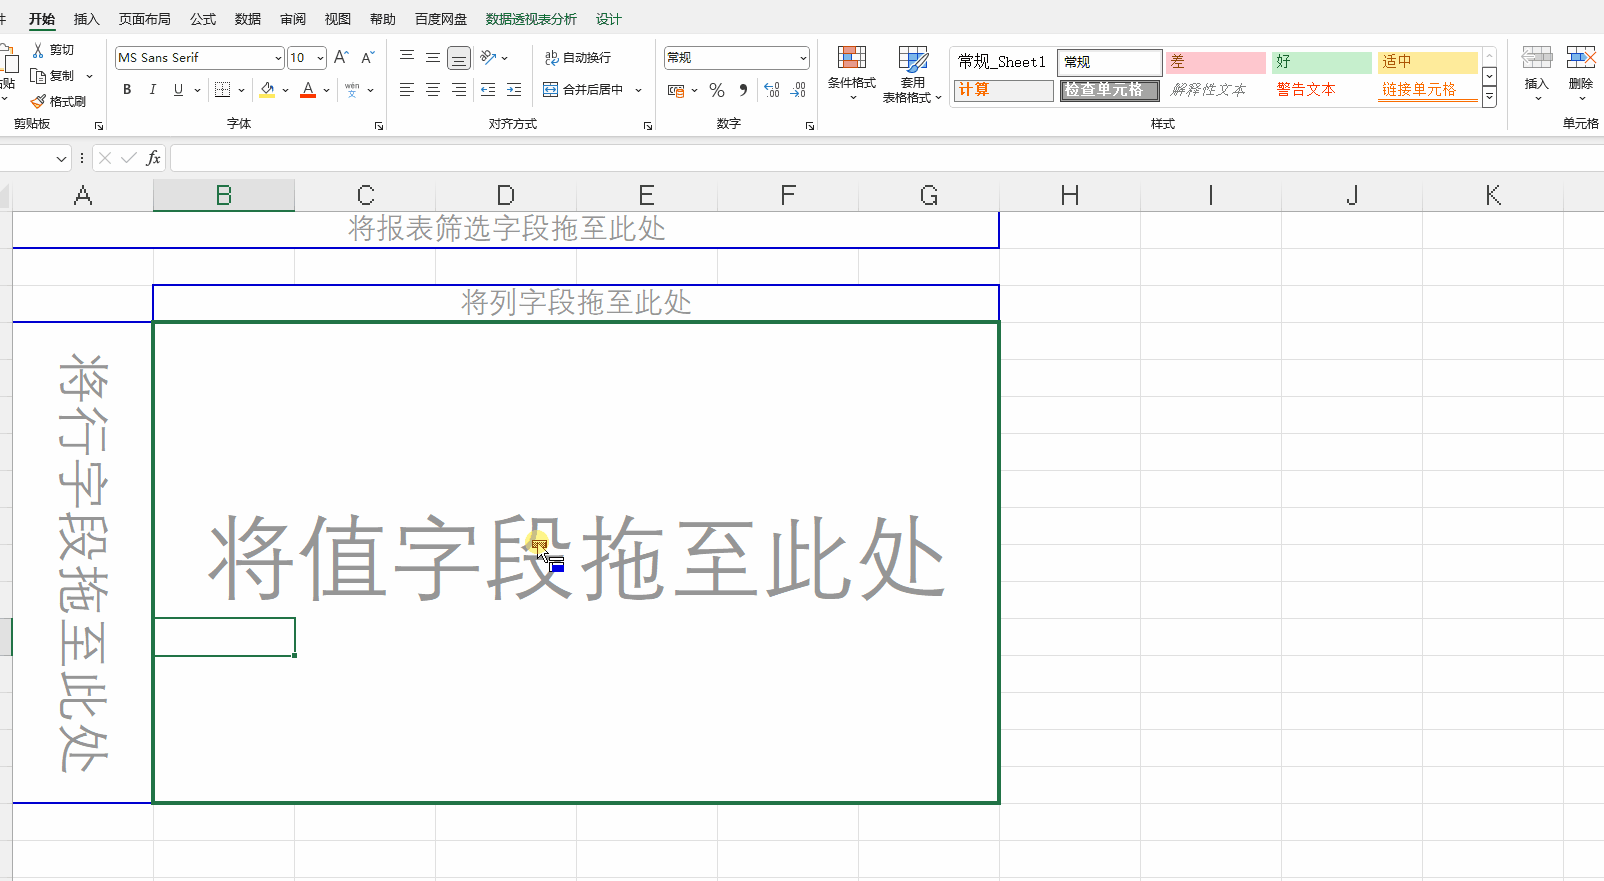 件 开始 插入 页面布局 公式 数据 审阅 视图 帮助 百度网盘 数据透视表分析 设计
贴 剪切 复制 格式刷
剪贴板
MS Sans Serif 10 A A
B I U A wén 文
字体
ab 自动换行
合并后居中
对齐方式
常规
% , .00 .00
数字
条件格式 套用 表格格式
常规_Sheet1 常规 差 好 适中
计算 检查单元格 解释性文本 警告文本 链接单元格
样式
插入 删除
单元格
fx
A B C D E F G H I J K
将报表筛选字段拖至此处
将列字段拖至此处
将行字段拖至此处
将值字段拖至此处